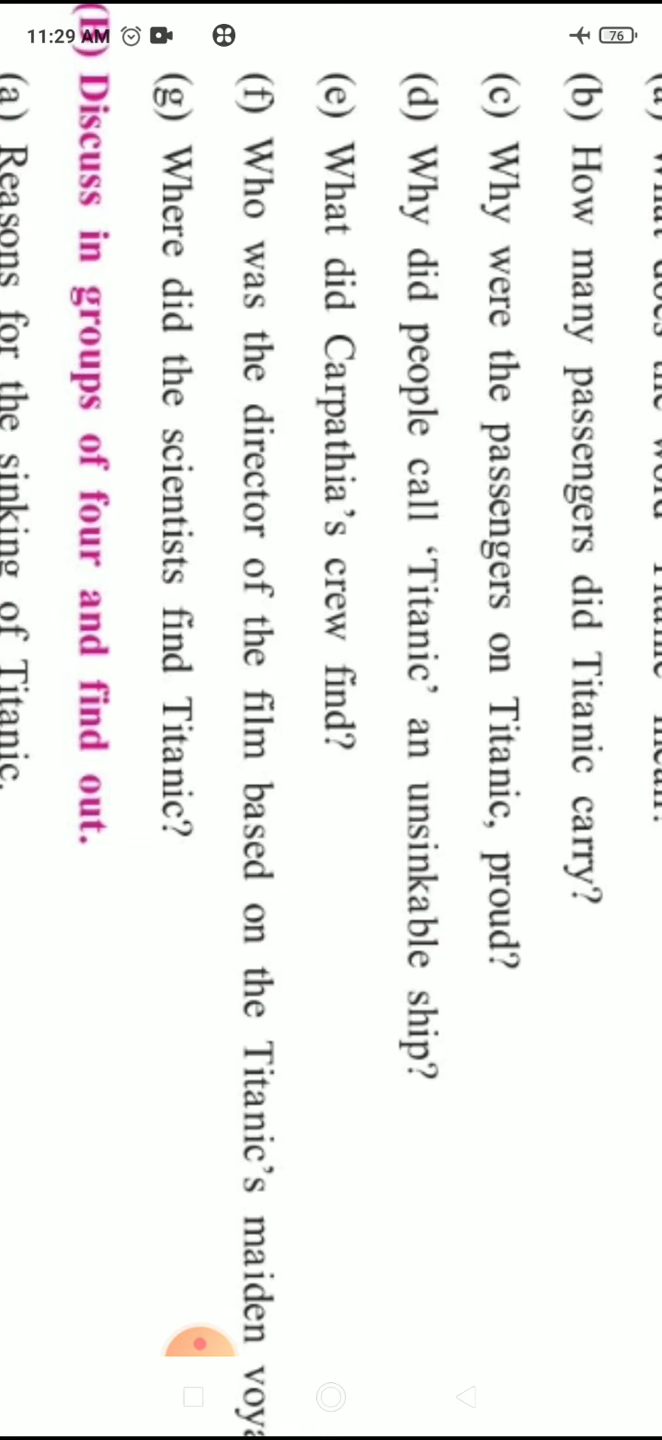 11:29 AM
76
(b) How many passengers did Titanic carry?
(c) Why were the passengers on Titanic, proud?
(d) Why did people call ‘Titanic’ an unsinkable ship?
(e) What did Carpathia’s crew find?
(f) Who was the director of the film based on the Titanic’s maiden
(g) Where did the scientists find Titanic?
Discuss in groups of four and find out.
(a) Reasons for the sinking of Titanic.